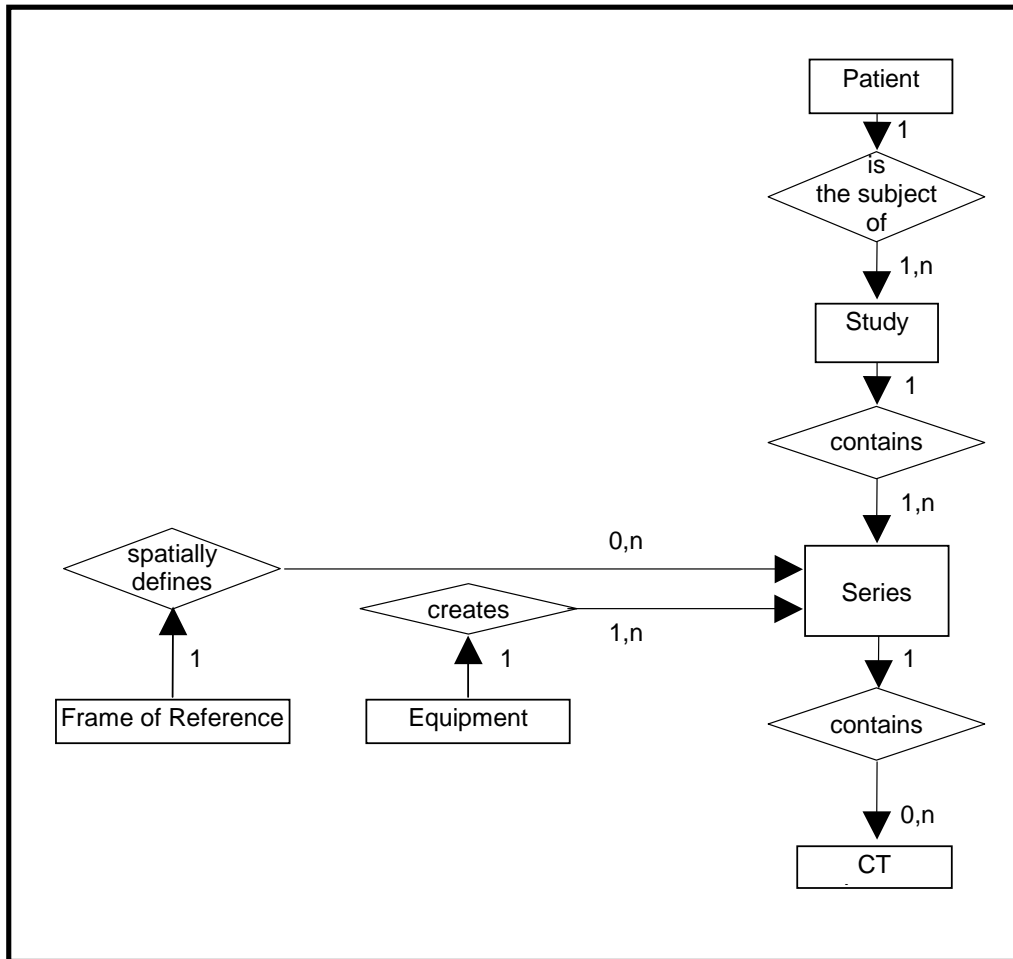 Patient
1
is
the subject
of
1,n
Study
1
contains
1,n
spatially
defines
0,n
Series
creates
1,n
1
1
1
Frame of Reference
Equipment
contains
0,n
CT